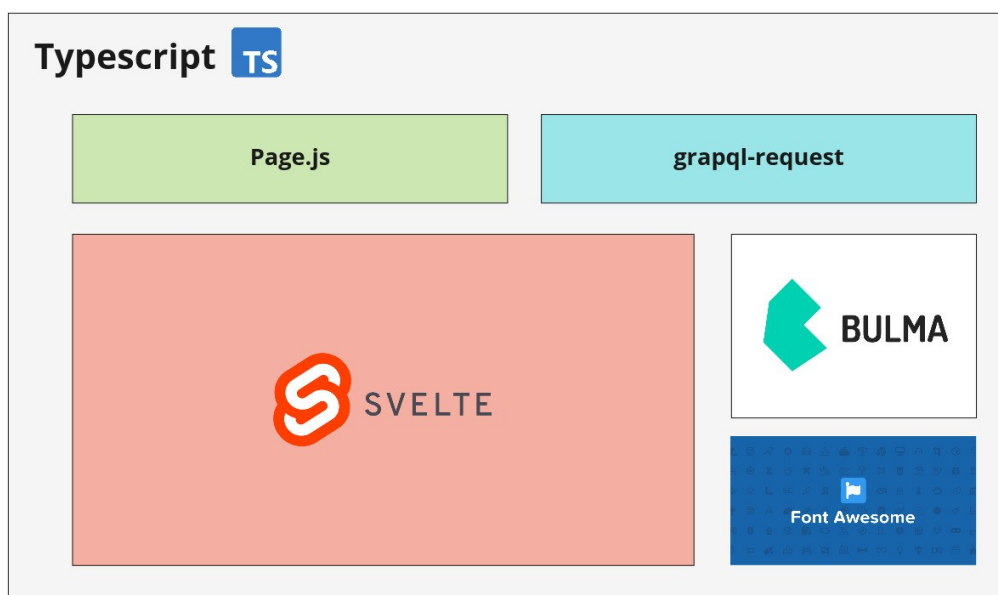 Typescript TS
Page.js
grapql-request
SVELTE
BULMA
Font Awesome